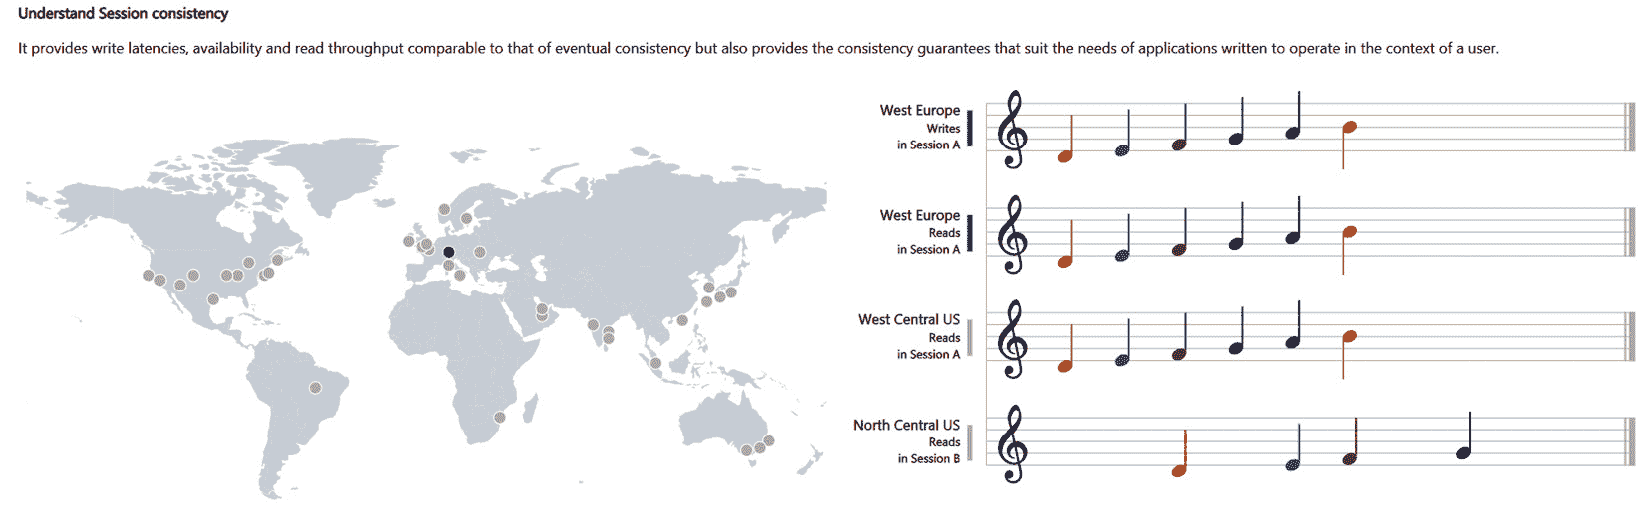 Understand Session consistency
It provides write latencies, availability and read throughput comparable to that of eventual consistency but also provides the consistency guarantees that suit the needs of applications written to operate in the context of a user.
West Europe
Writes
in Session A
West Europe
Reads
in Session A
West Central US
Reads
in Session A
North Central US
Reads
in Session B